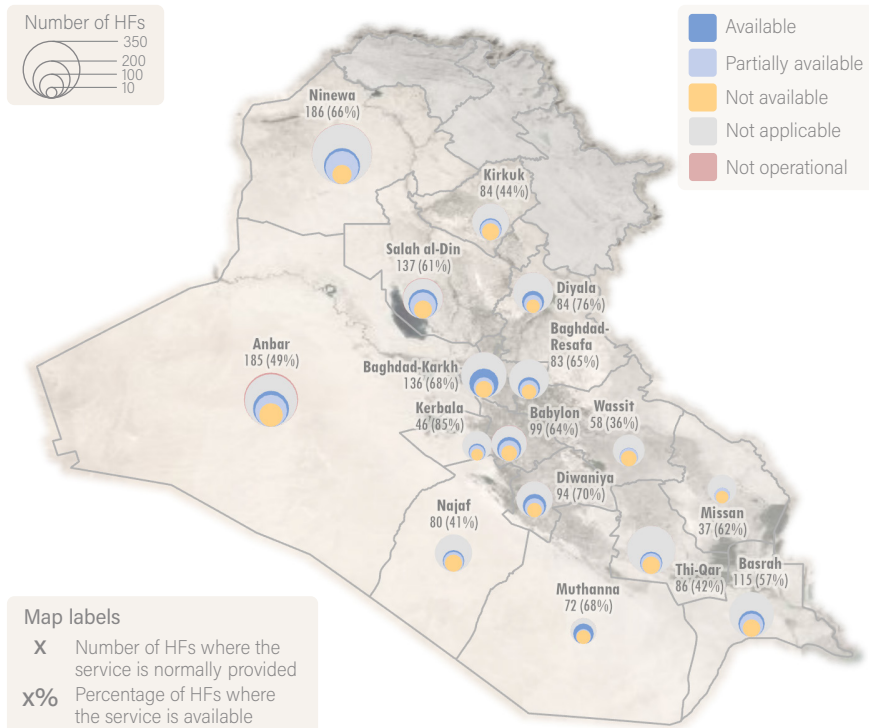 Number of HFs
350
200
100
10
Available
Partially available
Not available
Not applicable
Not operational
Ninewa
186 (66%)
Kirkuk
84 (44%)
Salah al-Din
137 (61%)
Diyala
84 (76%)
Baghdad-
Resafa
83 (65%)
Anbar
185 (49%)
Baghdad-Karkh
136 (68%)
Kerbala
46 (85%)
Babylon
99 (64%)
Wassit
58 (36%)
Diwaniya
94 (70%)
Najaf
80 (41%)
Missan
37 (62%)
Thi-Qar
86 (42%)
Basrah
115 (57%)
Muthanna
72 (68%)
Map labels
x Number of HFs where the
service is normally provided
x% Percentage of HFs where
the service is available